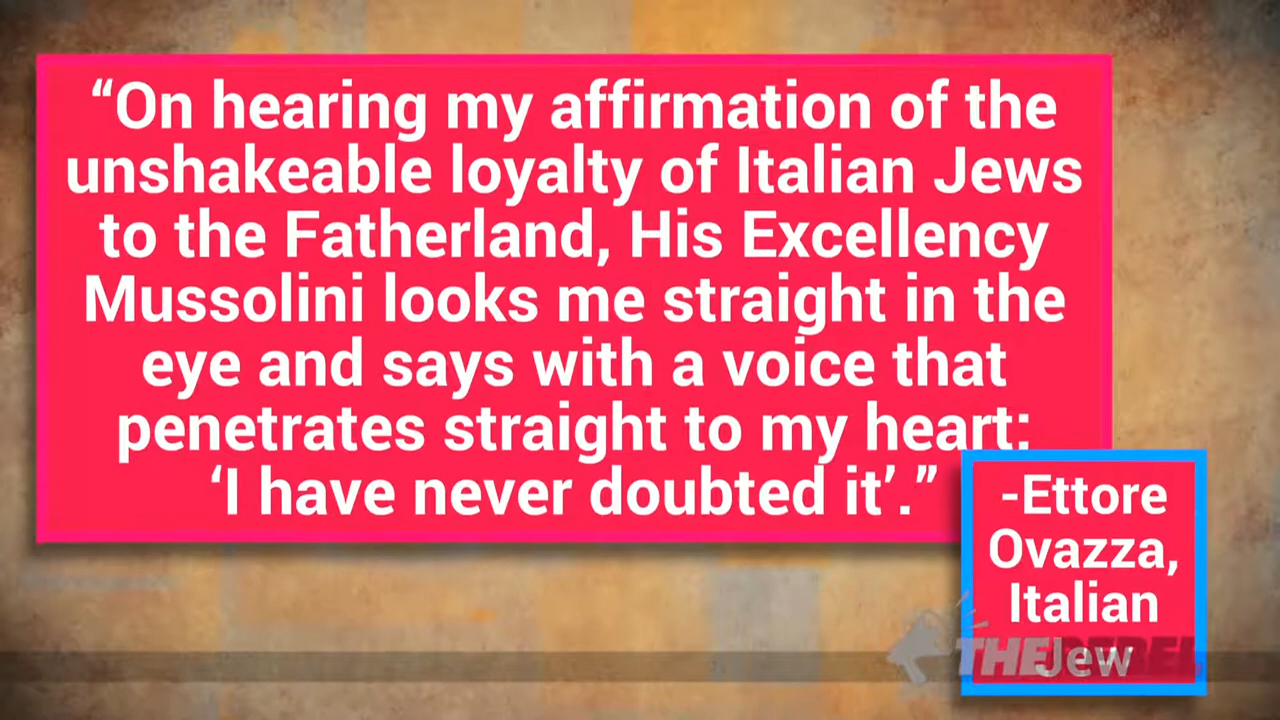 “On hearing my affirmation of the
unshakeable loyalty of Italian Jews
to the Fatherland, His Excellency
Mussolini looks me straight in the
eye and says with a voice that
penetrates straight to my heart:
‘I have never doubted it’.”
-Ettore
Ovazza,
Italian
Jew
THE REBEL